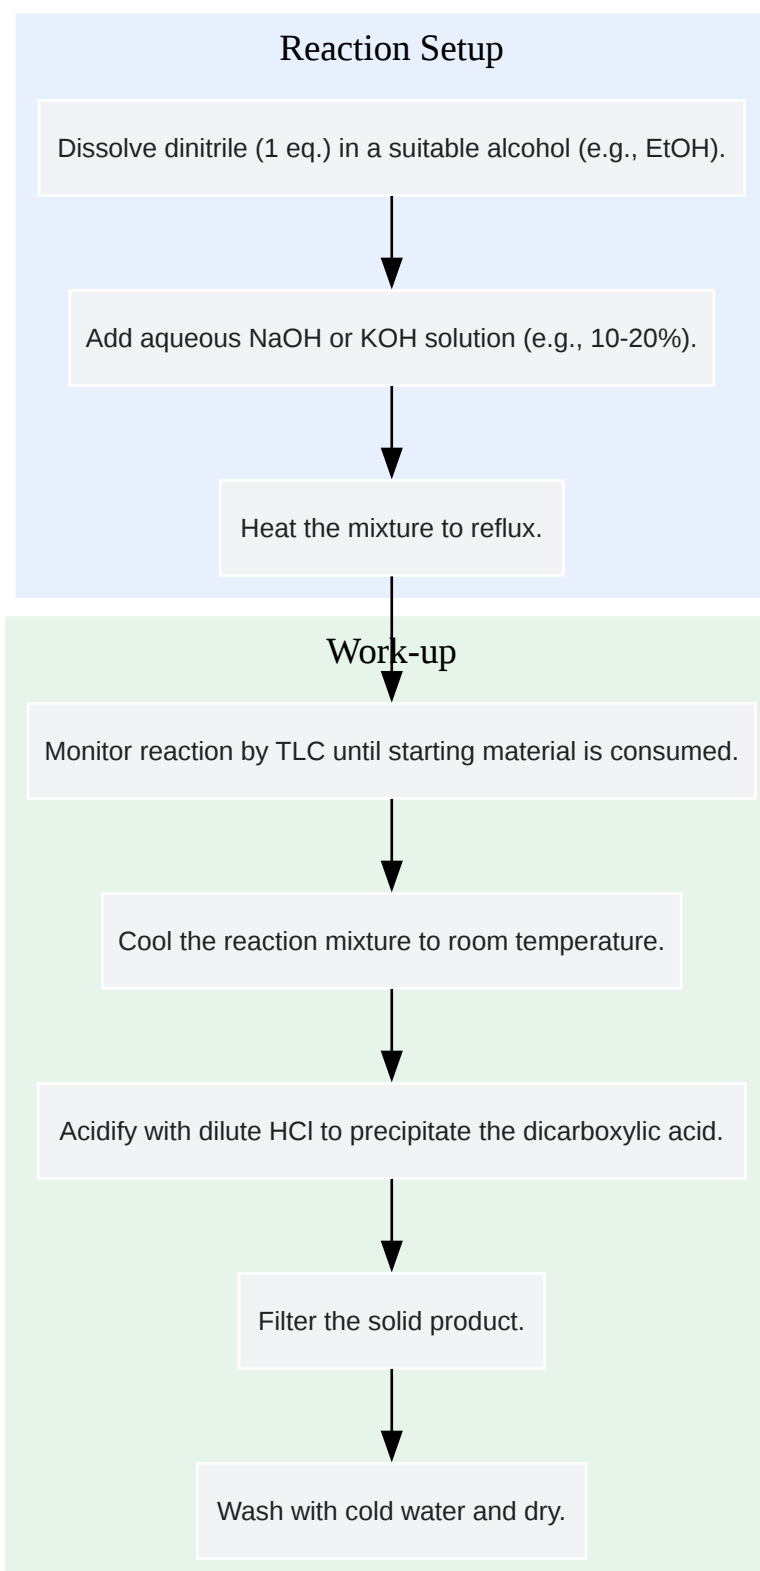 Reaction Setup
Dissolve dinitrile (1 eq.) in a suitable alcohol (e.g., EtOH).
Add aqueous NaOH or KOH solution (e.g., 10-20%).
Heat the mixture to reflux.
Work-up
Monitor reaction by TLC until starting material is consumed.
Cool the reaction mixture to room temperature.
Acidify with dilute HCl to precipitate the dicarboxylic acid.
Filter the solid product.
Wash with cold water and dry.